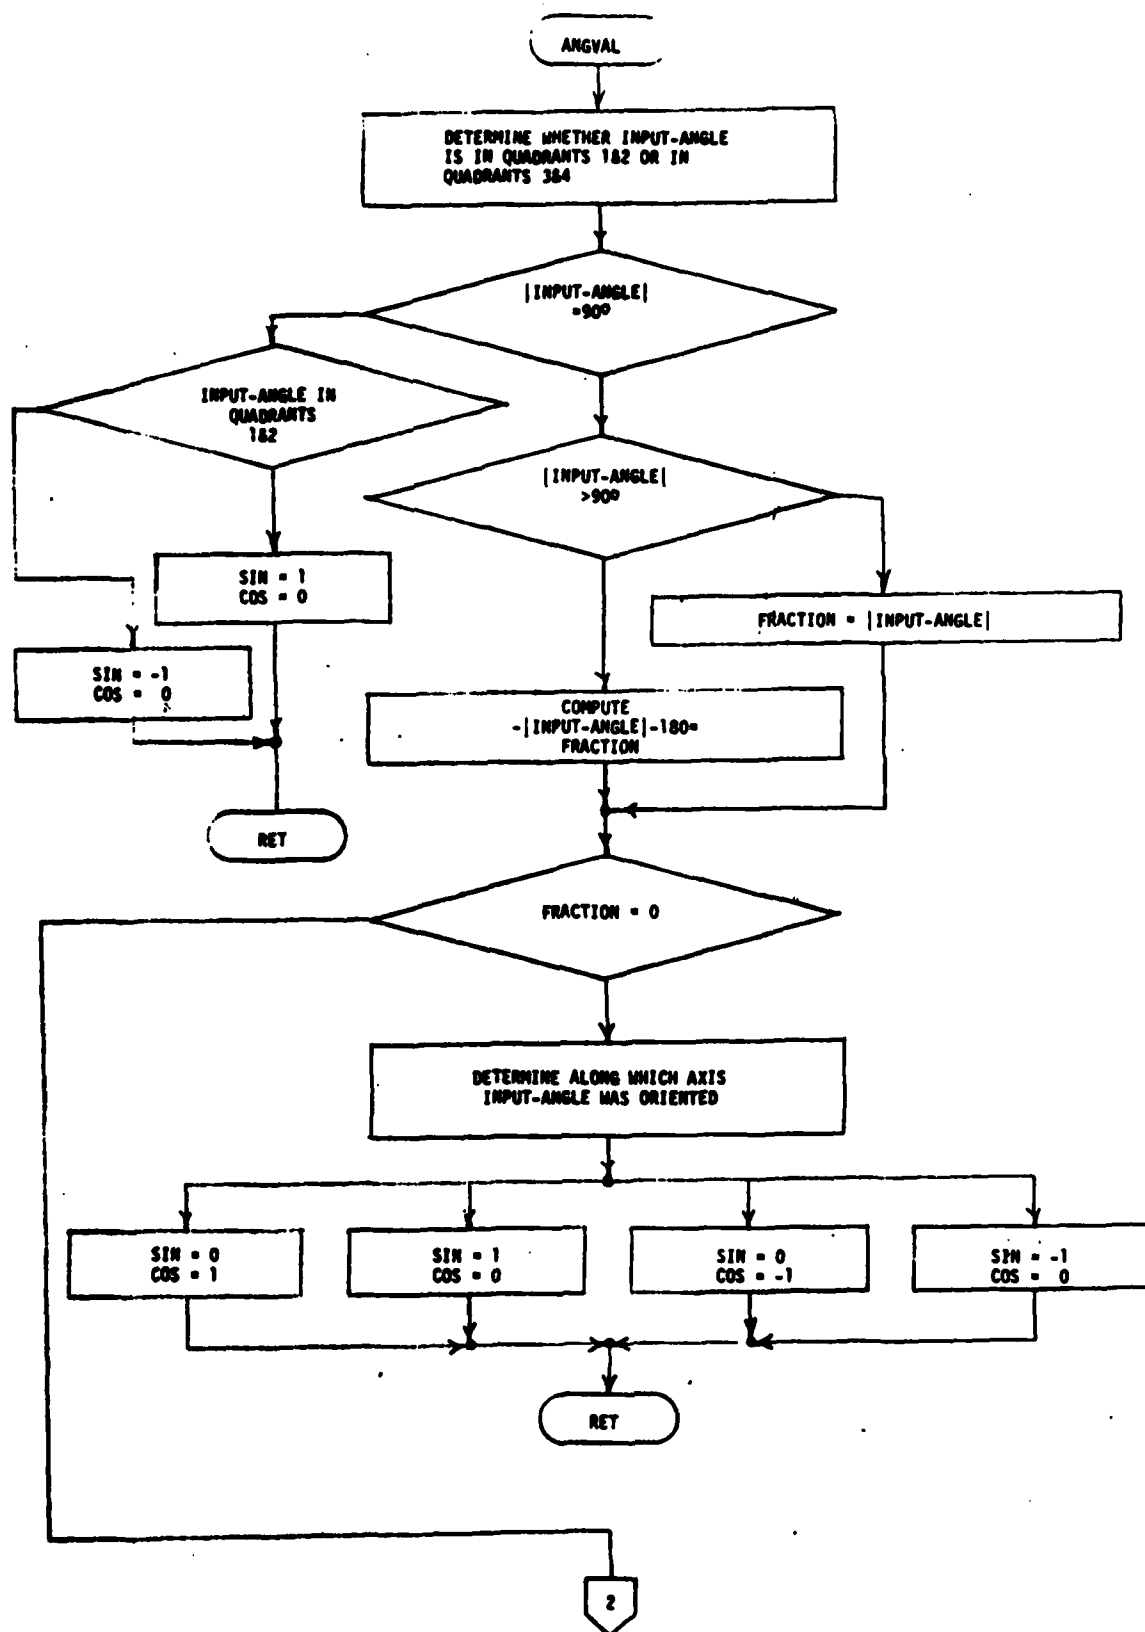 ANGVAL
DETERMINE WHETHER INPUT-ANGLE
IS IN QUADRANTS 1&2 OR IN
QUADRANTS 3&4
|INPUT-ANGLE|
=90°
INPUT-ANGLE IN
QUADRANTS
1&2
|INPUT-ANGLE|
>90°
SIN = 1
COS = 0
FRACTION = |INPUT-ANGLE|
SIN = -1
COS = 0
COMPUTE
-|INPUT-ANGLE|-180=
FRACTION
RET
FRACTION = 0
DETERMINE ALONG WHICH AXIS
INPUT-ANGLE WAS ORIENTED
SIN = 0
COS = 1
SIN = 1
COS = 0
SIN = 0
COS = -1
SIN = -1
COS = 0
RET
2